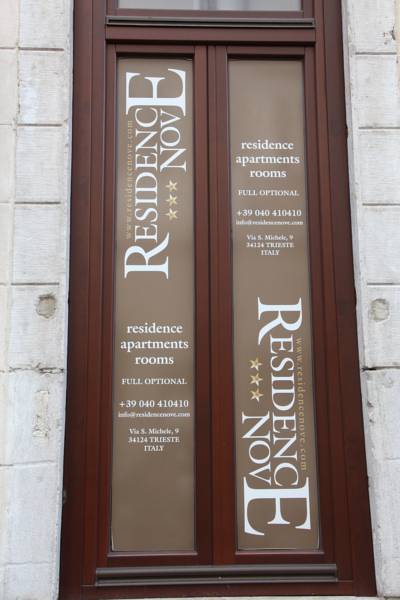 www.residencenove.com
RESIDENCE
NOVE
residence
apartments
rooms
FULL OPTIONAL
+39 040 410410
info@residencenove.com
Via S. Michele, 9
34124 TRIESTE
ITALY
residence
apartments
rooms
FULL OPTIONAL
+39 040 410410
info@residencenove.com
Via S. Michele, 9
34124 TRIESTE
ITALY
www.residencenove.com
RESIDENCE
NOVE